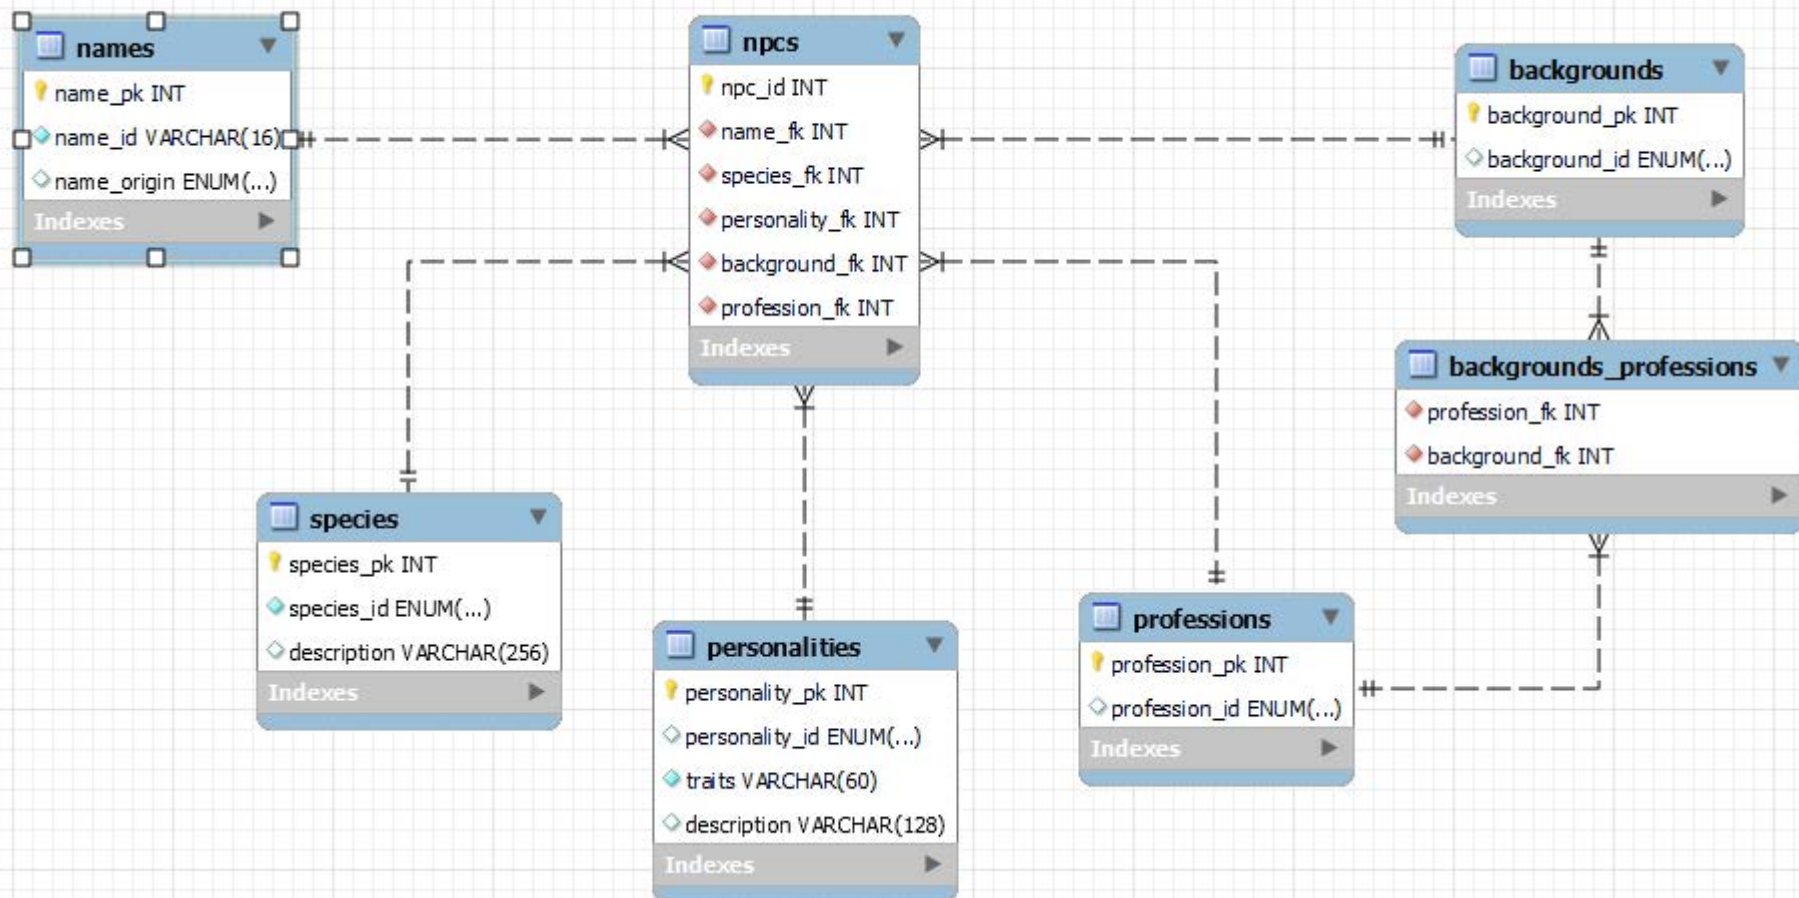 names
name_pk INT
name_id VARCHAR(16)
name_origin ENUM(...)
Indexes
npcs
npc_id INT
name_fk INT
species_fk INT
personality_fk INT
background_fk INT
profession_fk INT
Indexes
backgrounds
background_pk INT
background_id ENUM(...)
Indexes
backgrounds_professions
profession_fk INT
background_fk INT
Indexes
species
species_pk INT
species_id ENUM(...)
description VARCHAR(256)
Indexes
personalities
personality_pk INT
personality_id ENUM(...)
traits VARCHAR(60)
description VARCHAR(128)
Indexes
professions
profession_pk INT
profession_id ENUM(...)
Indexes